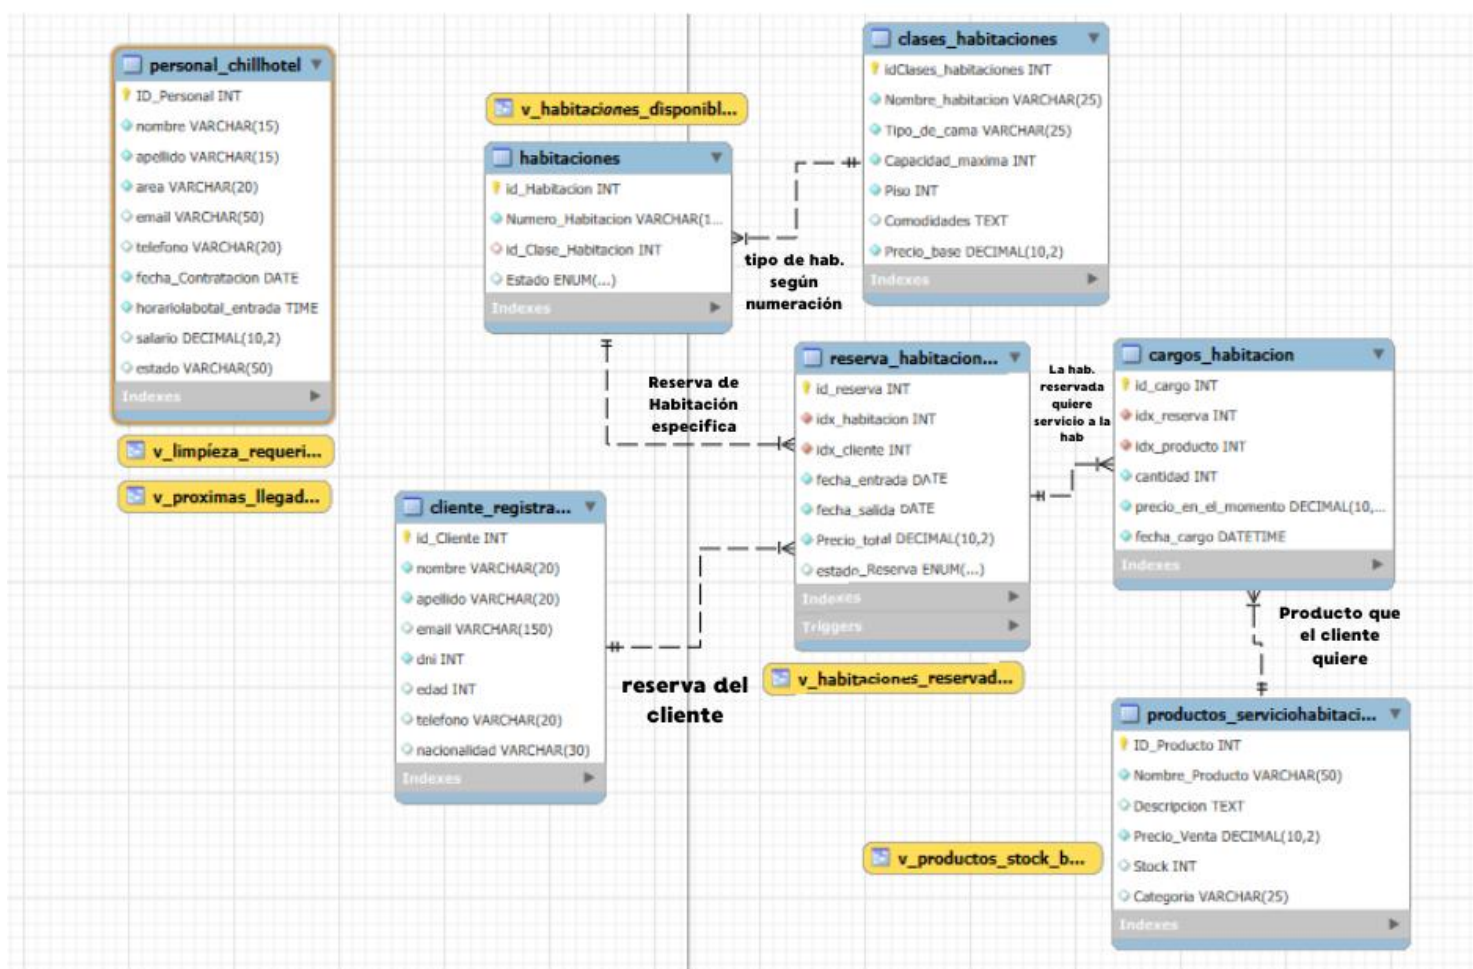 personal_chillhotel
ID_Personal INT
nombre VARCHAR(15)
apellido VARCHAR(15)
area VARCHAR(20)
email VARCHAR(50)
telefono VARCHAR(20)
fecha_Contratacion DATE
horariolabotal_entrada TIME
salario DECIMAL(10,2)
estado VARCHAR(50)
Indexes
v_limpieza_requeri...
v_proximas_llegad...
v_habitaciones_disponibl...
habitaciones
id_Habitacion INT
Numero_Habitacion VARCHAR(1...
id_Clase_Habitacion INT
Estado ENUM(...)
Indexes
clases_habitaciones
idClases_habitaciones INT
Nombre_habitacion VARCHAR(25)
Tipo_de_cama VARCHAR(25)
Capacidad_maxima INT
Piso INT
Comodidades TEXT
Precio_base DECIMAL(10,2)
Indexes
tipo de hab.
según
numeración
Reserva de
Habitación
especifica
reserva_habitacion...
id_reserva INT
idx_habitacion INT
idx_cliente INT
fecha_entrada DATE
fecha_salida DATE
Precio_total DECIMAL(10,2)
estado_Reserva ENUM(...)
Indexes
Triggers
La hab.
reservada
quiere
servicio a la
hab
cargos_habitacion
id_cargo INT
idx_reserva INT
idx_producto INT
cantidad INT
precio_en_el_momento DECIMAL(10,...
fecha_cargo DATETIME
Indexes
cliente_registra...
id_Cliente INT
nombre VARCHAR(20)
apellido VARCHAR(20)
email VARCHAR(150)
dni INT
edad INT
telefono VARCHAR(20)
nacionalidad VARCHAR(30)
Indexes
reserva del
cliente
v_habitaciones_reservad...
Producto que
el cliente
quiere
productos_serviciohabitaci...
ID_Producto INT
Nombre_Producto VARCHAR(50)
Descripcion TEXT
Precio_Venta DECIMAL(10,2)
Stock INT
Categoria VARCHAR(25)
Indexes
v_productos_stock_b...